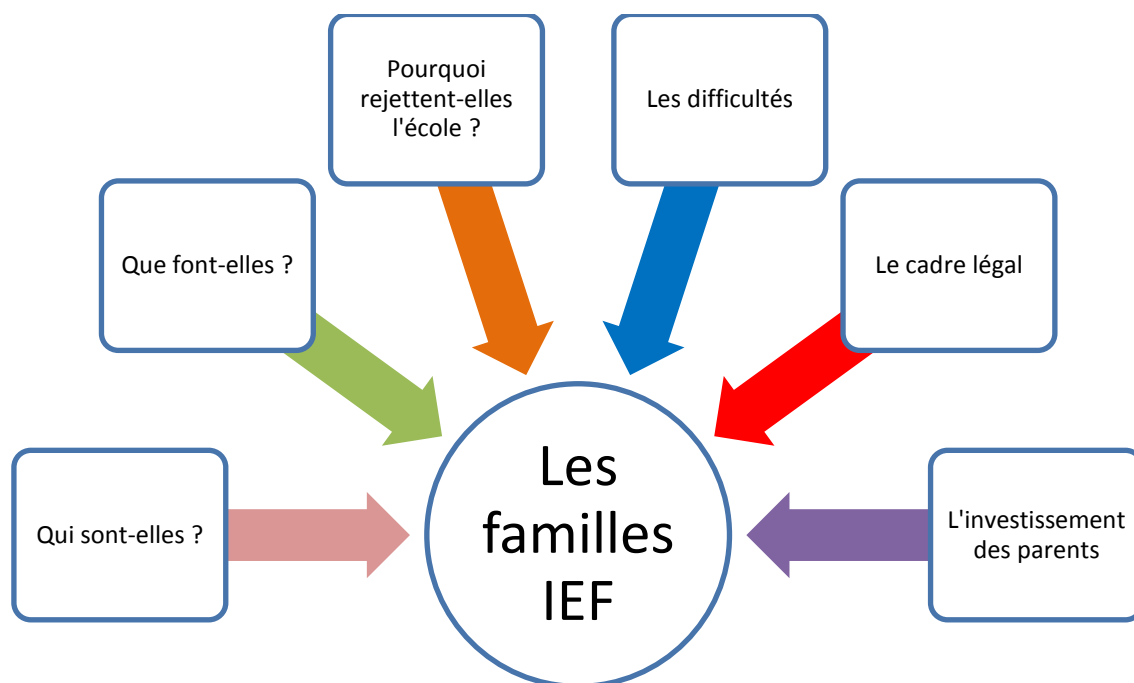 Pourquoi
rejettent-elles
l'école ?
Les difficultés
Que font-elles ?
Le cadre légal
Qui sont-elles ?
Les
familles
IEF
L'investissement
des parents